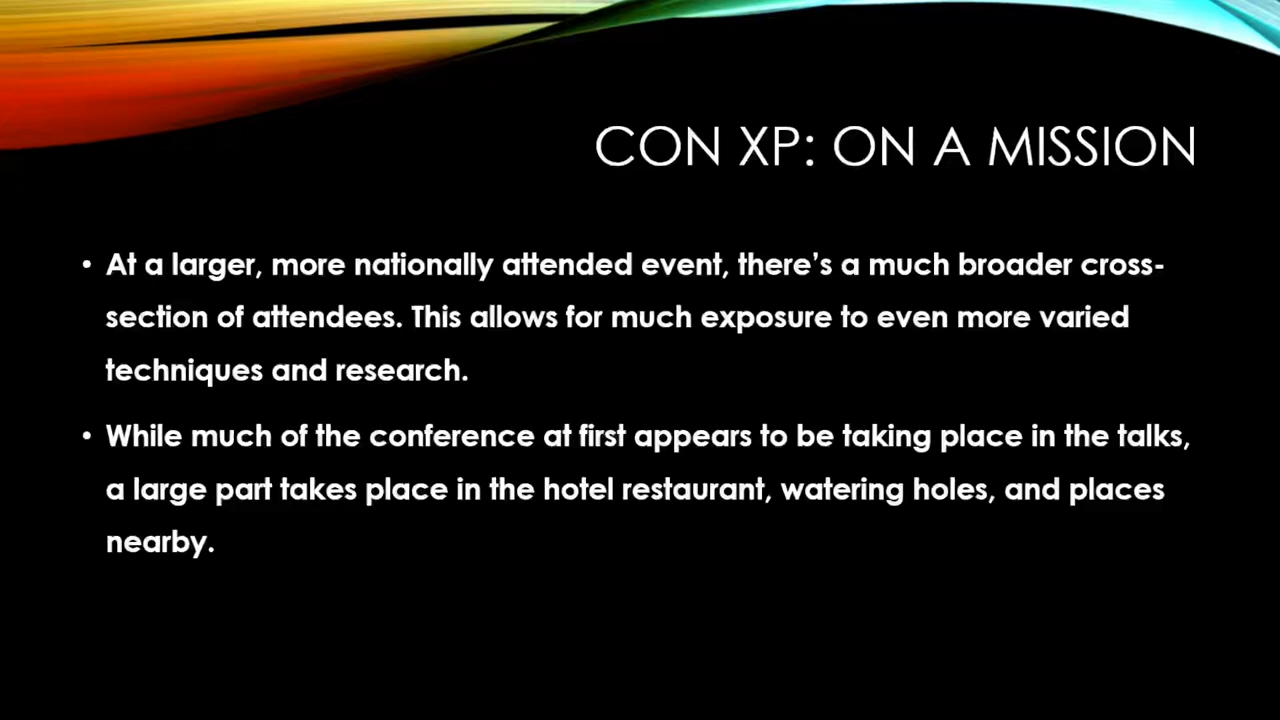 CON XP: ON A MISSION
• At a larger, more nationally attended event, there's a much broader cross-
section of attendees. This allows for much exposure to even more varied
techniques and research.
• While much of the conference at first appears to be taking place in the talks,
a large part takes place in the hotel restaurant, watering holes, and places
nearby.